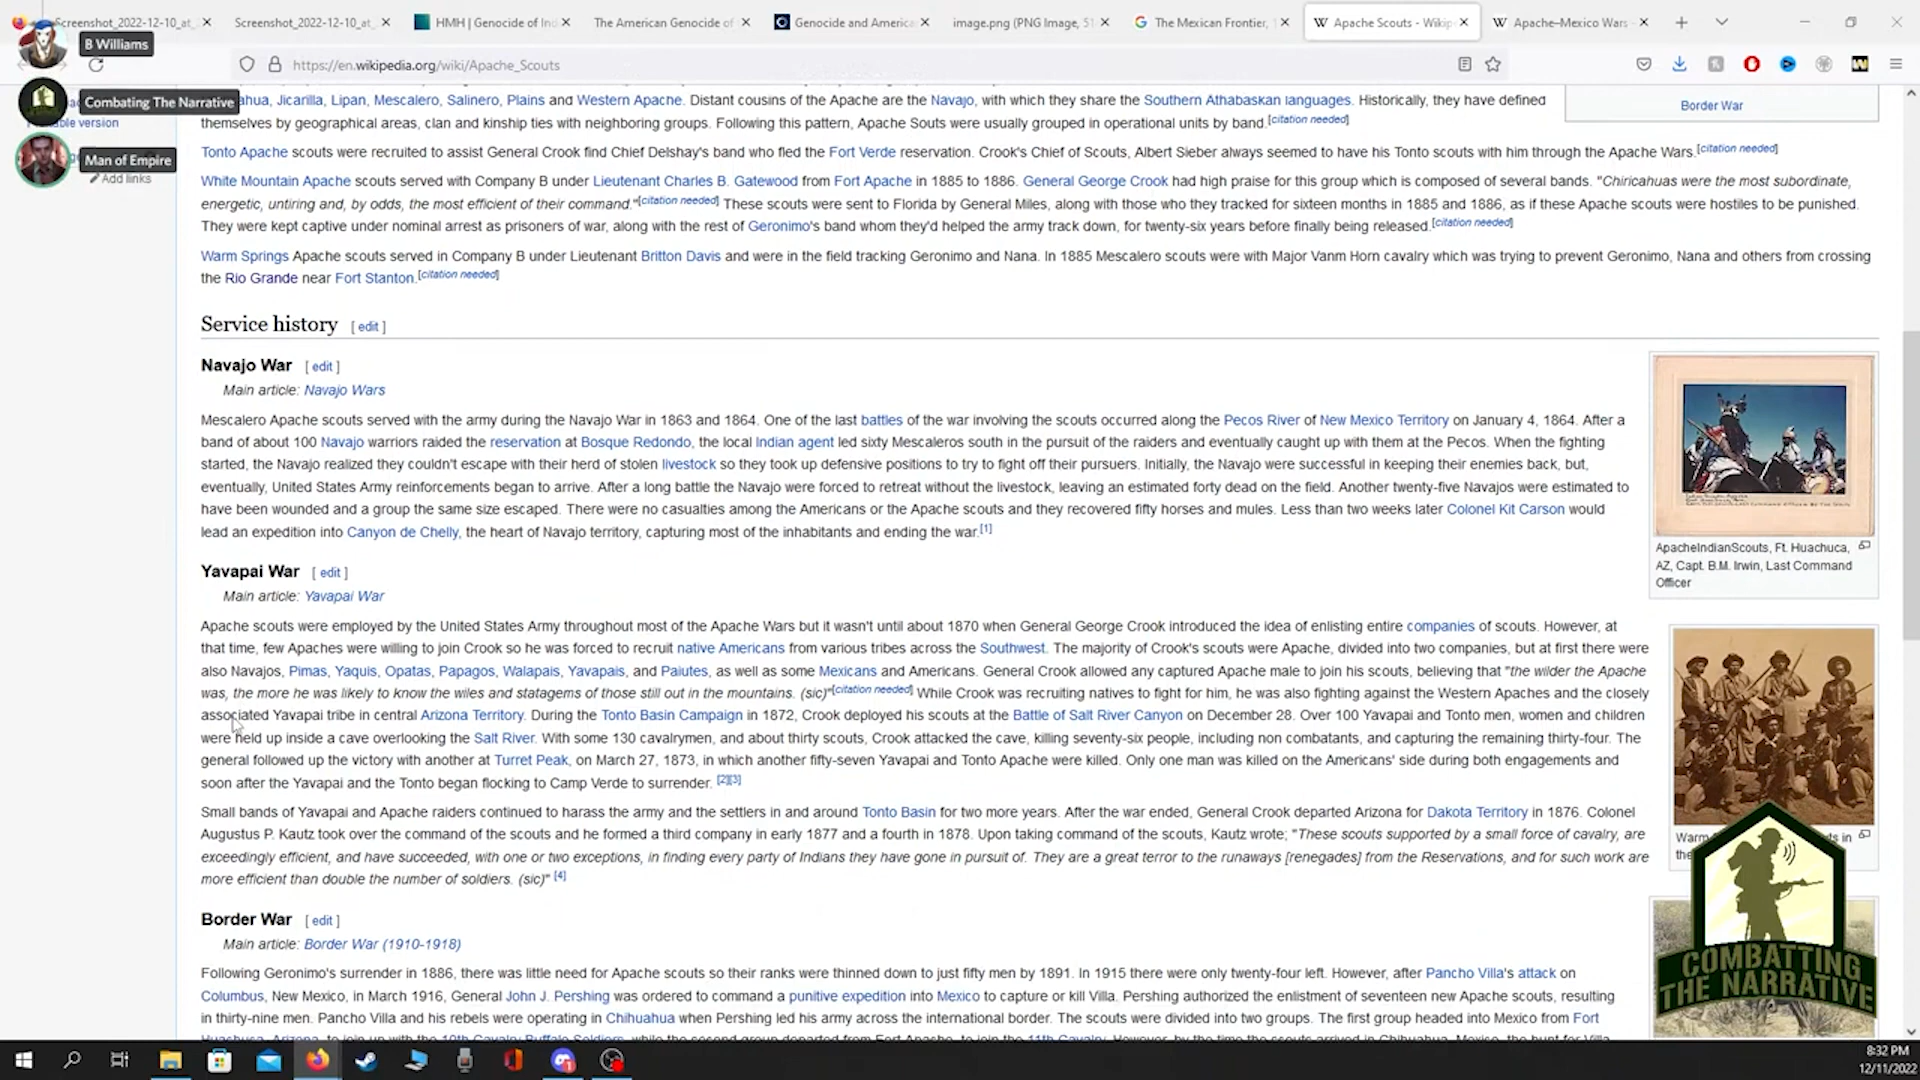 Screenshot_2022-12-10_at_
Screenshot_2022-12-10_at_
HMH | Genocide of Ind
The American Genocide of
Genocide and America
image.png (PNG Image, 51
The Mexican Frontier, 1
Apache Scouts - Wikip
Apache–Mexico Wars -
B Williams
https://en.wikipedia.org/wiki/Apache_Scouts
Combating The Narrative
version
Man of Empire
Add links
Jicarilla, Lipan, Mescalero, Salinero, Plains and Western Apache. Distant cousins of the Apache are the Navajo, with which they share the Southern Athabaskan languages. Historically, they have defined
themselves by geographical areas, clan and kinship ties with neighboring groups. Following this pattern, Apache Souts were usually grouped in operational units by band.[citation needed]
Border War
Tonto Apache scouts were recruited to assist General Crook find Chief Delshay's band who fled the Fort Verde reservation. Crook's Chief of Scouts, Albert Sieber always seemed to have his Tonto scouts with him through the Apache Wars.[citation needed]
White Mountain Apache scouts served with Company B under Lieutenant Charles B. Gatewood from Fort Apache in 1885 to 1886. General George Crook had high praise for this group which is composed of several bands. "Chiricahuas were the most subordinate,
energetic, untiring and, by odds, the most efficient of their command."[citation needed] These scouts were sent to Florida by General Miles, along with those who they tracked for sixteen months in 1885 and 1886, as if these Apache scouts were hostiles to be punished.
They were kept captive under nominal arrest as prisoners of war, along with the rest of Geronimo's band whom they'd helped the army track down, for twenty-six years before finally being released.[citation needed]
Warm Springs Apache scouts served in Company B under Lieutenant Britton Davis and were in the field tracking Geronimo and Nana. In 1885 Mescalero scouts were with Major Vanm Horn cavalry which was trying to prevent Geronimo, Nana and others from crossing
the Rio Grande near Fort Stanton.[citation needed]
Service history [ edit ]
Navajo War [ edit ]
Main article: Navajo Wars
Mescalero Apache scouts served with the army during the Navajo War in 1863 and 1864. One of the last battles of the war involving the scouts occurred along the Pecos River of New Mexico Territory on January 4, 1864. After a
band of about 100 Navajo warriors raided the reservation at Bosque Redondo, the local Indian agent led sixty Mescaleros south in the pursuit of the raiders and eventually caught up with them at the Pecos. When the fighting
started, the Navajo realized they couldn't escape with their herd of stolen livestock so they took up defensive positions to try to fight off their pursuers. Initially, the Navajo were successful in keeping their enemies back, but,
eventually, United States Army reinforcements began to arrive. After a long battle the Navajo were forced to retreat without the livestock, leaving an estimated forty dead on the field. Another twenty-five Navajos were estimated to
have been wounded and a group the same size escaped. There were no casualties among the Americans or the Apache scouts and they recovered fifty horses and mules. Less than two weeks later Colonel Kit Carson would
lead an expedition into Canyon de Chelly, the heart of Navajo territory, capturing most of the inhabitants and ending the war.[1]
ApacheIndianScouts, Ft. Huachuca,
AZ, Capt. B.M. Irwin, Last Command
Officer
Yavapai War [ edit ]
Main article: Yavapai War
Apache scouts were employed by the United States Army throughout most of the Apache Wars but it wasn't until about 1870 when General George Crook introduced the idea of enlisting entire companies of scouts. However, at
that time, few Apaches were willing to join Crook so he was forced to recruit native Americans from various tribes across the Southwest. The majority of Crook's scouts were Apache, divided into two companies, but at first there were
also Navajos, Pimas, Yaquis, Opatas, Papagos, Walapais, Yavapais, and Paiutes, as well as some Mexicans and Americans. General Crook allowed any captured Apache male to join his scouts, believing that "the wilder the Apache
was, the more he was likely to know the wiles and statagems of those still out in the mountains. (sic)"[citation needed] While Crook was recruiting natives to fight for him, he was also fighting against the Western Apaches and the closely
associated Yavapai tribe in central Arizona Territory. During the Tonto Basin Campaign in 1872, Crook deployed his scouts at the Battle of Salt River Canyon on December 28. Over 100 Yavapai and Tonto men, women and children
were held up inside a cave overlooking the Salt River. With some 130 cavalrymen, and about thirty scouts, Crook attacked the cave, killing seventy-six people, including non combatants, and capturing the remaining thirty-four. The
general followed up the victory with another at Turret Peak, on March 27, 1873, in which another fifty-seven Yavapai and Tonto Apache were killed. Only one man was killed on the Americans' side during both engagements and
soon after the Yavapai and the Tonto began flocking to Camp Verde to surrender. [2][3]
Small bands of Yavapai and Apache raiders continued to harass the army and the settlers in and around Tonto Basin for two more years. After the war ended, General Crook departed Arizona for Dakota Territory in 1876. Colonel
Augustus P. Kautz took over the command of the scouts and he formed a third company in early 1877 and a fourth in 1878. Upon taking command of the scouts, Kautz wrote; "These scouts supported by a small force of cavalry, are
exceedingly efficient, and have succeeded, with one or two exceptions, in finding every party of Indians they have gone in pursuit of. They are a great terror to the runaways [renegades] from the Reservations, and for such work are
more efficient than double the number of soldiers. (sic)" [4]
Border War [ edit ]
Main article: Border War (1910-1918)
Following Geronimo's surrender in 1886, there was little need for Apache scouts so their ranks were thinned down to just fifty men by 1891. In 1915 there were only twenty-four left. However, after Pancho Villa's attack on
Columbus, New Mexico, in March 1916, General John J. Pershing was ordered to command a punitive expedition into Mexico to capture or kill Villa. Pershing authorized the enlistment of seventeen new Apache scouts, resulting
in thirty-nine men. Pancho Villa and his rebels were operating in Chihuahua when Pershing led his army across the international border. The scouts were divided into two groups. The first group headed into Mexico from Fort
COMBATTING
THE NARRATIVE
8:32 PM
12/11/2022